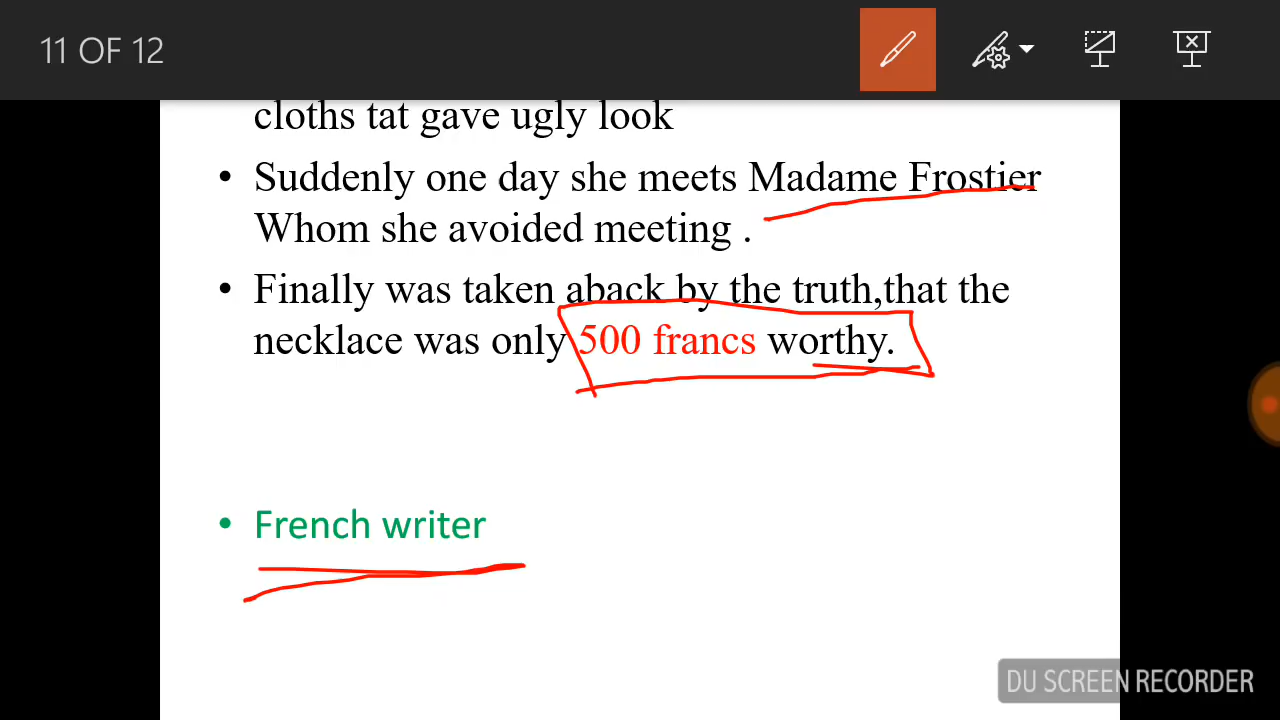 11 OF 12
cloths tat gave ugly look
• Suddenly one day she meets Madame Frostier
Whom she avoided meeting .
• Finally was taken aback by the truth,that the
necklace was only 500 francs worthy.
• French writer
DU SCREEN RECORDER